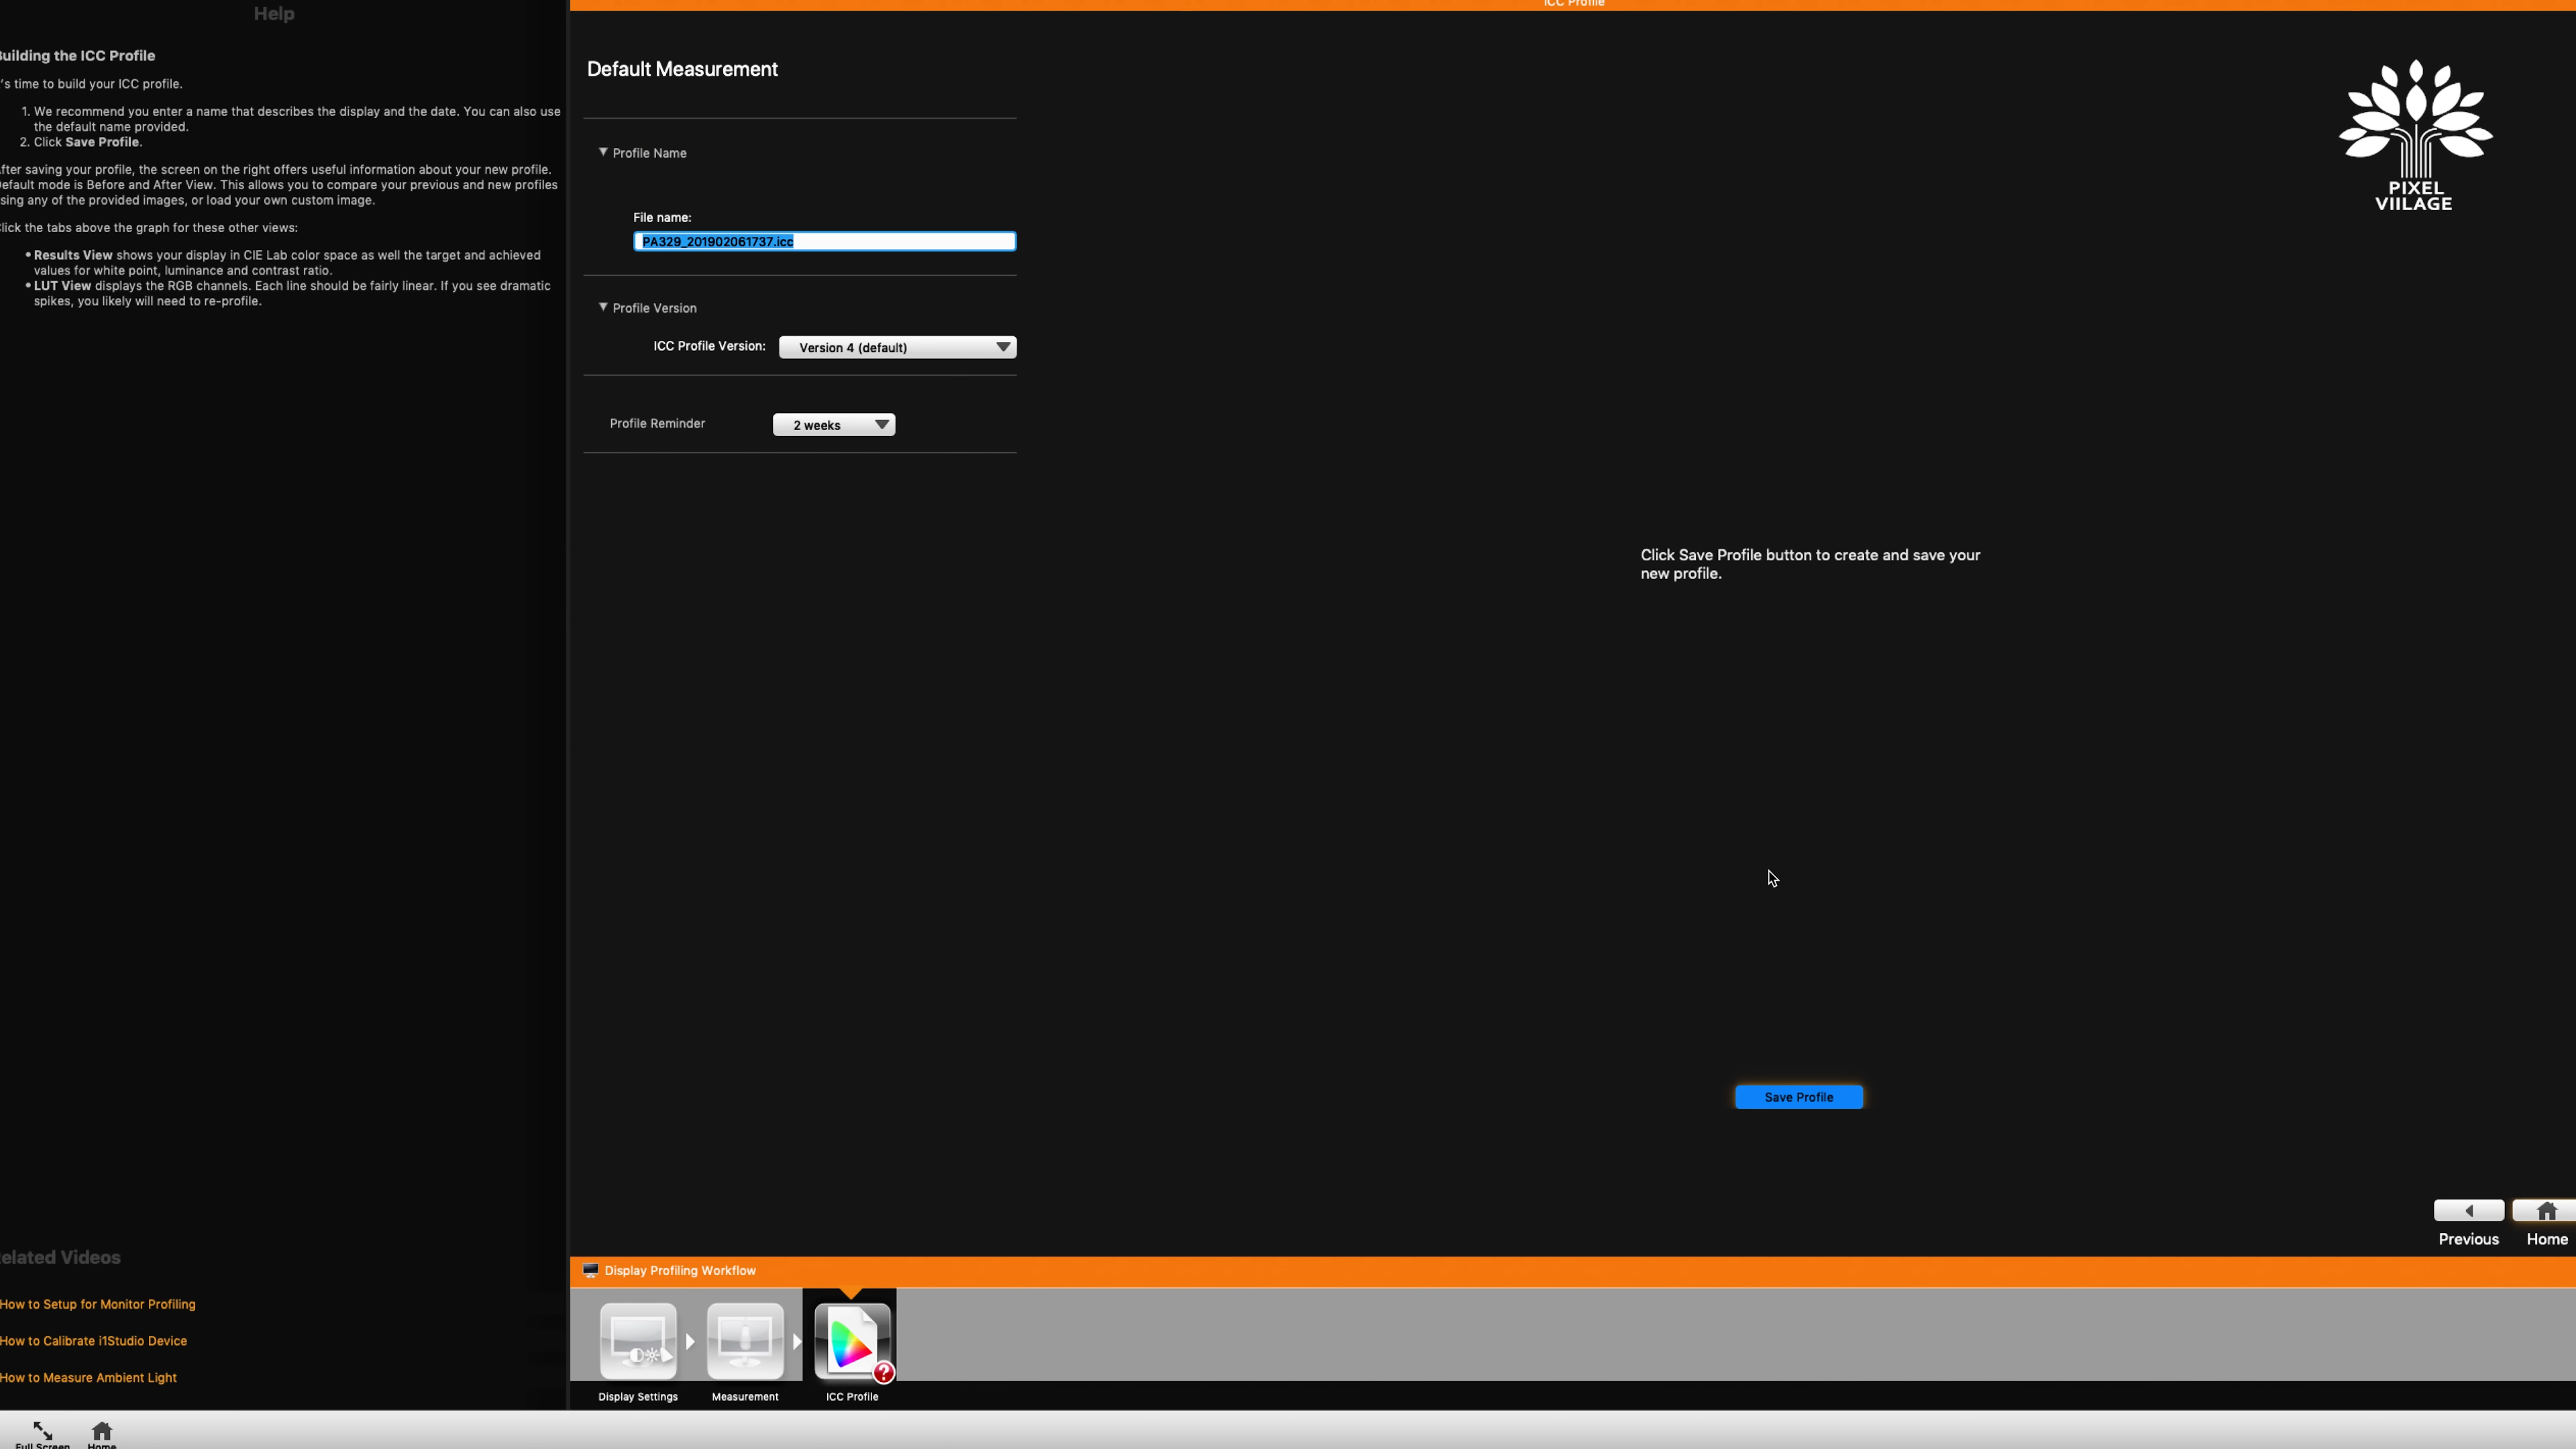 Help
Building the ICC Profile
's time to build your ICC profile.
1. We recommend you enter a name that describes the display and the date. You can also use
the default name provided.
2. Click Save Profile.
fter saving your profile, the screen on the right offers useful information about your new profile.
efault mode is Before and After View. This allows you to compare your previous and new profiles
sing any of the provided images, or load your own custom image.
lick the tabs above the graph for these other views:
• Results View shows your display in CIE Lab color space as well the target and achieved
values for white point, luminance and contrast ratio.
• LUT View displays the RGB channels. Each line should be fairly linear. If you see dramatic
spikes, you likely will need to re-profile.
elated Videos
How to Setup for Monitor Profiling
How to Calibrate i1Studio Device
How to Measure Ambient Light
Full Screen
Home
ICC Profile
Default Measurement
Profile Name
File name:
PA329_201902061737.icc
Profile Version
ICC Profile Version:
Version 4 (default)
Profile Reminder
2 weeks
PIXEL
VIILAGE
Click Save Profile button to create and save your
new profile.
Save Profile
Previous
Home
Display Profiling Workflow
Display Settings
Measurement
ICC Profile